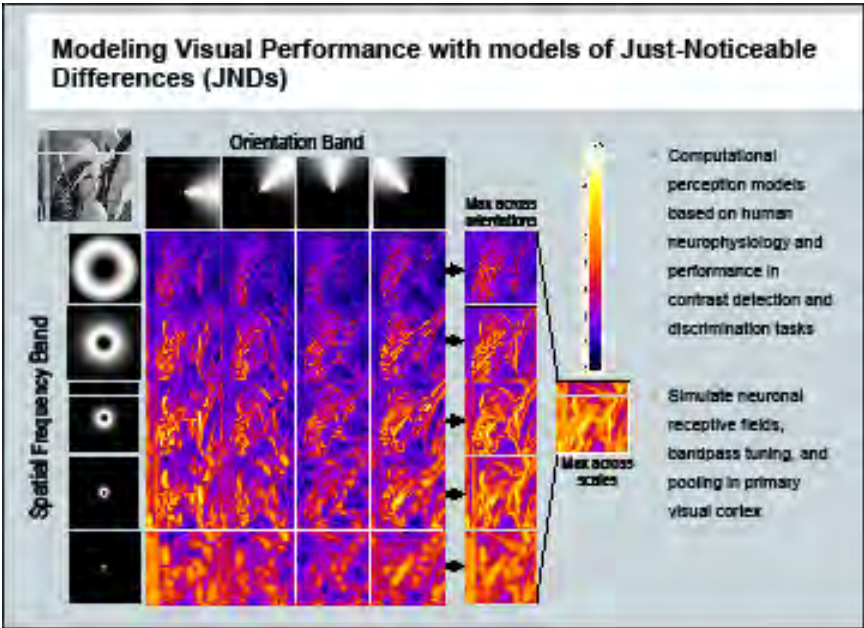 Modeling Visual Performance with models of Just-Noticeable
Differences (JNDs)
Orientation Band
Max across
orientations
Spatial Frequency Band
Max across
scales
Computational
perception models
based on human
neurophysiology and
performance in
contrast detection and
discrimination tasks
Simulate neuronal
receptive fields,
bandpass tuning, and
pooling in primary
visual cortex